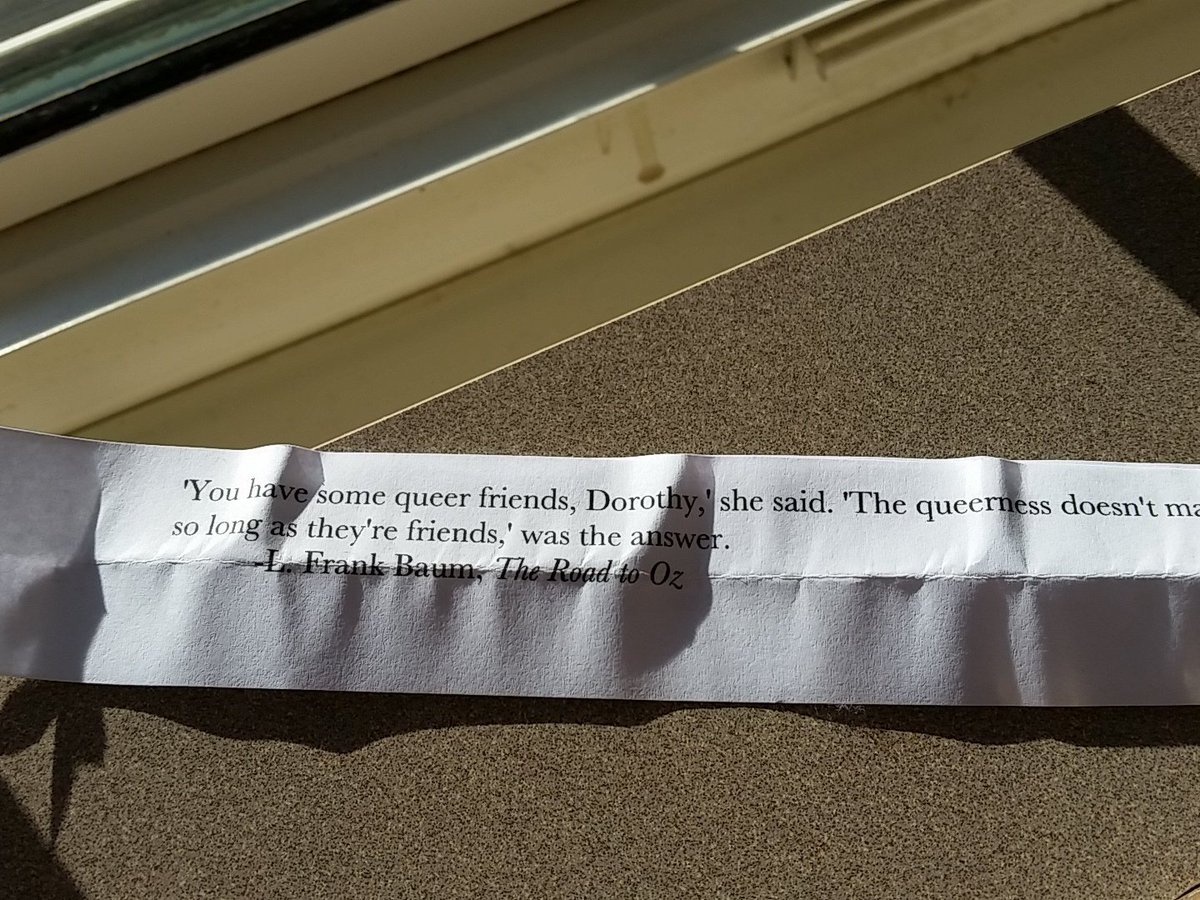 'You have some queer friends, Dorothy,' she said. 'The queerness doesn't
so long as they're friends,' was the answer.
-L. Frank Baum, The Road to Oz